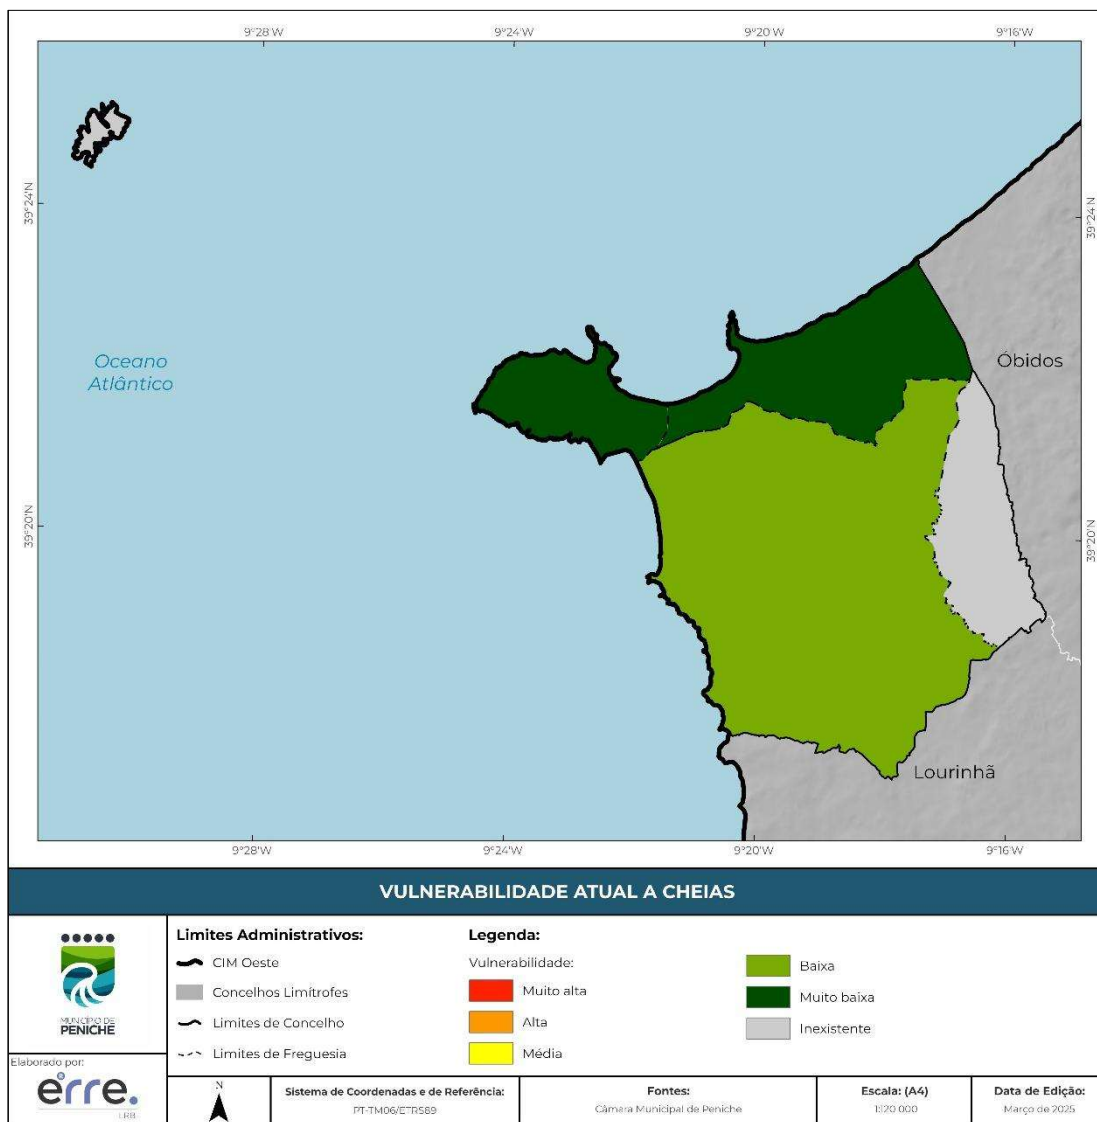 9°28'W 9°24'W 9°20'W 9°16'W
39°24'N 39°24'N
Oceano
Atlântico
Óbidos
39°20'N 39°20'N
Lourinhã
9°28'W 9°24'W 9°20'W 9°16'W
VULNERABILIDADE ATUAL A CHEIAS
MUNICÍPIO DE
PENICHE
Limites Administrativos:
CIM Oeste
Concelhos Limítrofes
Limites de Concelho
Limites de Freguesia
Legenda:
Vulnerabilidade:
Muito alta
Alta
Média
Baixa
Muito baixa
Inexistente
Elaborado por:
erre.
LRB
N
Sistema de Coordenadas e de Referência:
PT-TM06/ETRS89
Fontes:
Câmara Municipal de Peniche
Escala: (A4)
1:120 000
Data de Edição:
Março de 2025